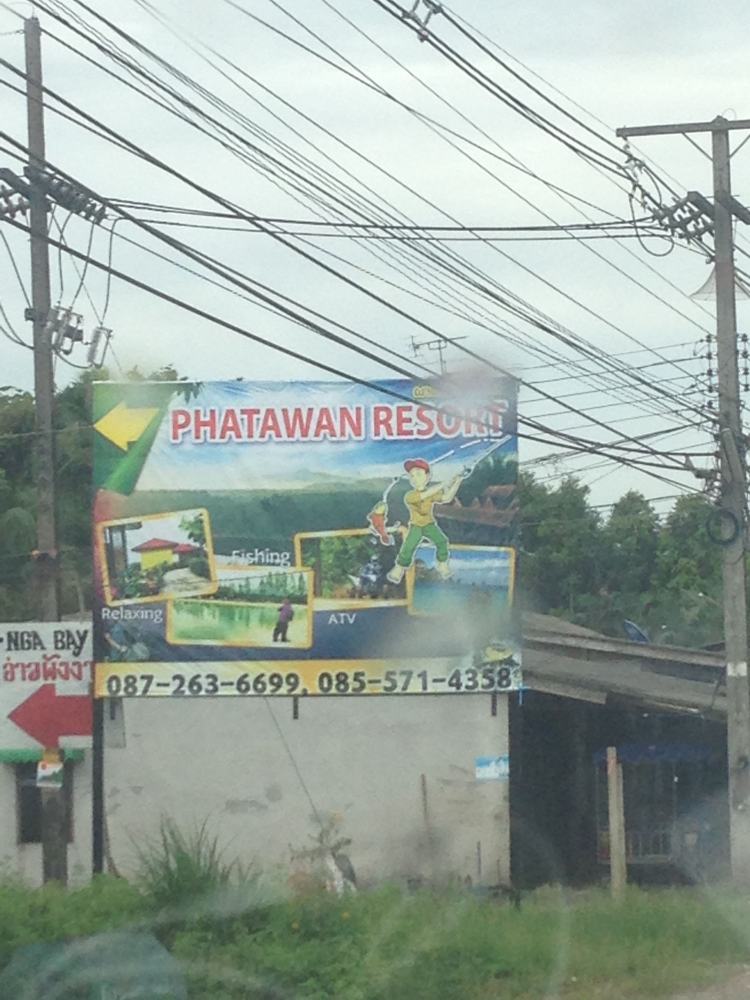 PHATAWAN RESORT
Fishing
Relaxing
ATV
087-263-6699, 085-571-4358
-NGA BAY
อ่าวพังงา